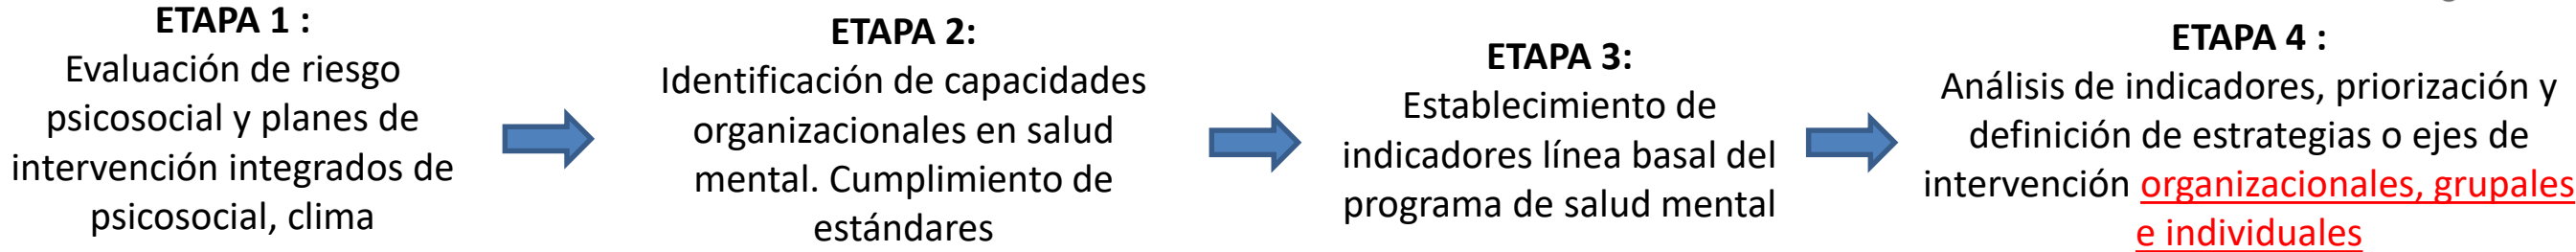 ETAPA 1 :
Evaluación de riesgo
psicosocial y planes de
intervención integrados de
psicosocial, clima
ETAPA 2:
Identificación de capacidades
organizacionales en salud
mental. Cumplimiento de
estándares
ETAPA 3:
Establecimiento de
indicadores línea basal del
programa de salud mental
ETAPA 4 :
Análisis de indicadores, priorización y
definición de estrategias o ejes de
intervención organizacionales, grupales
e individuales